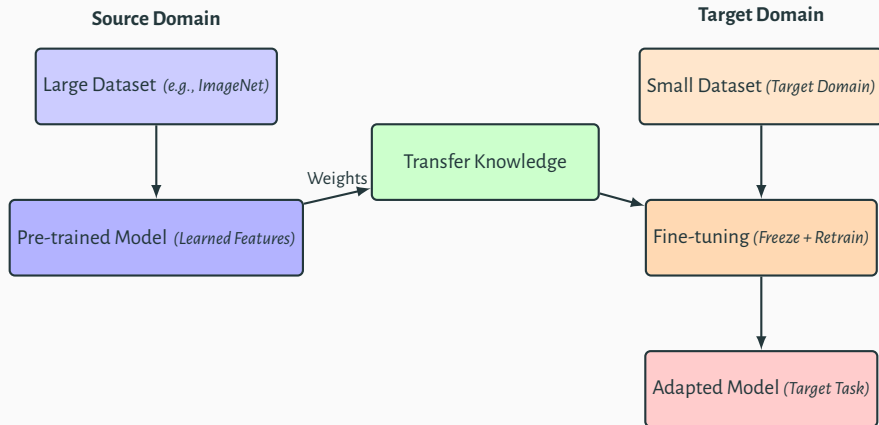 Source Domain
Target Domain
Large Dataset (e.g., ImageNet)
Small Dataset (Target Domain)
Transfer Knowledge
Weights
Pre-trained Model (Learned Features)
Fine-tuning (Freeze + Retrain)
Adapted Model (Target Task)